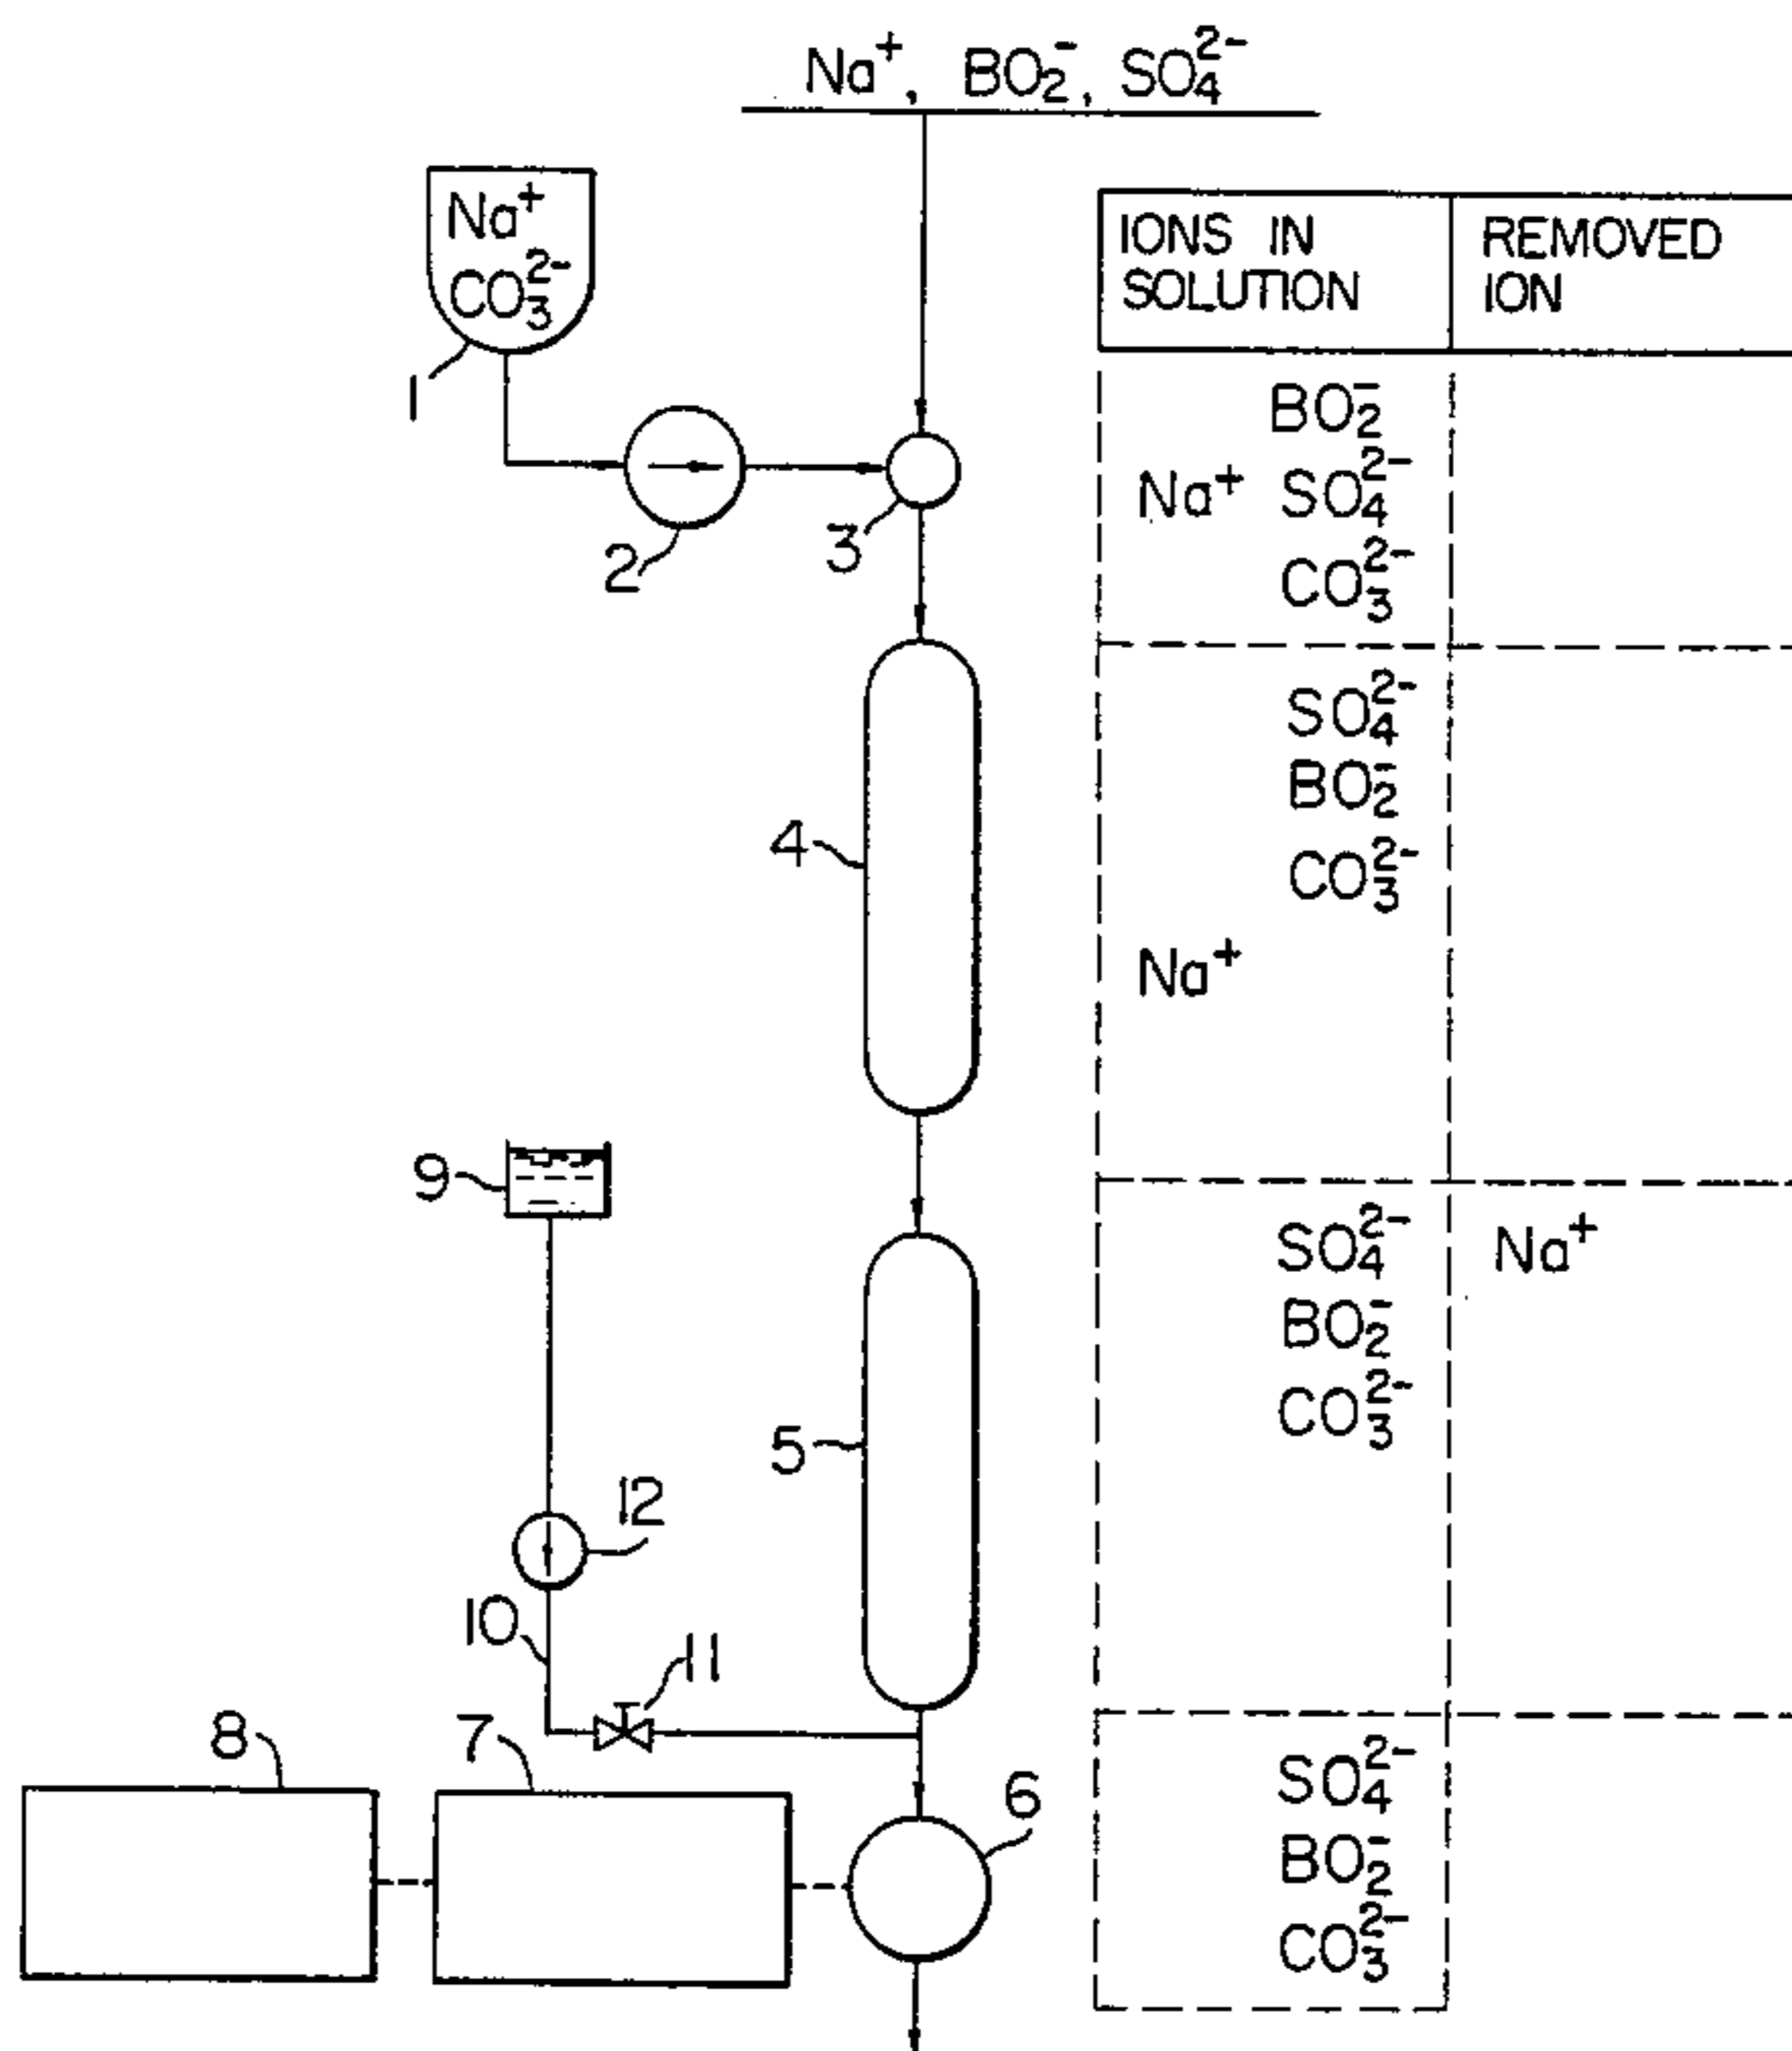 Na⁺, BO₂⁻, SO₄²⁻
Na⁺
CO₃²⁻
1
2
3
4
5
9
12
10
11
8
7
6
IONS IN SOLUTION
REMOVED ION
BO₂⁻
Na⁺ SO₄²⁻
CO₃²⁻
SO₄²⁻
BO₂⁻
CO₃²⁻
Na⁺
SO₄²⁻ Na⁺
BO₂⁻
CO₃²⁻
SO₄²⁻
BO₂⁻
CO₃²⁻